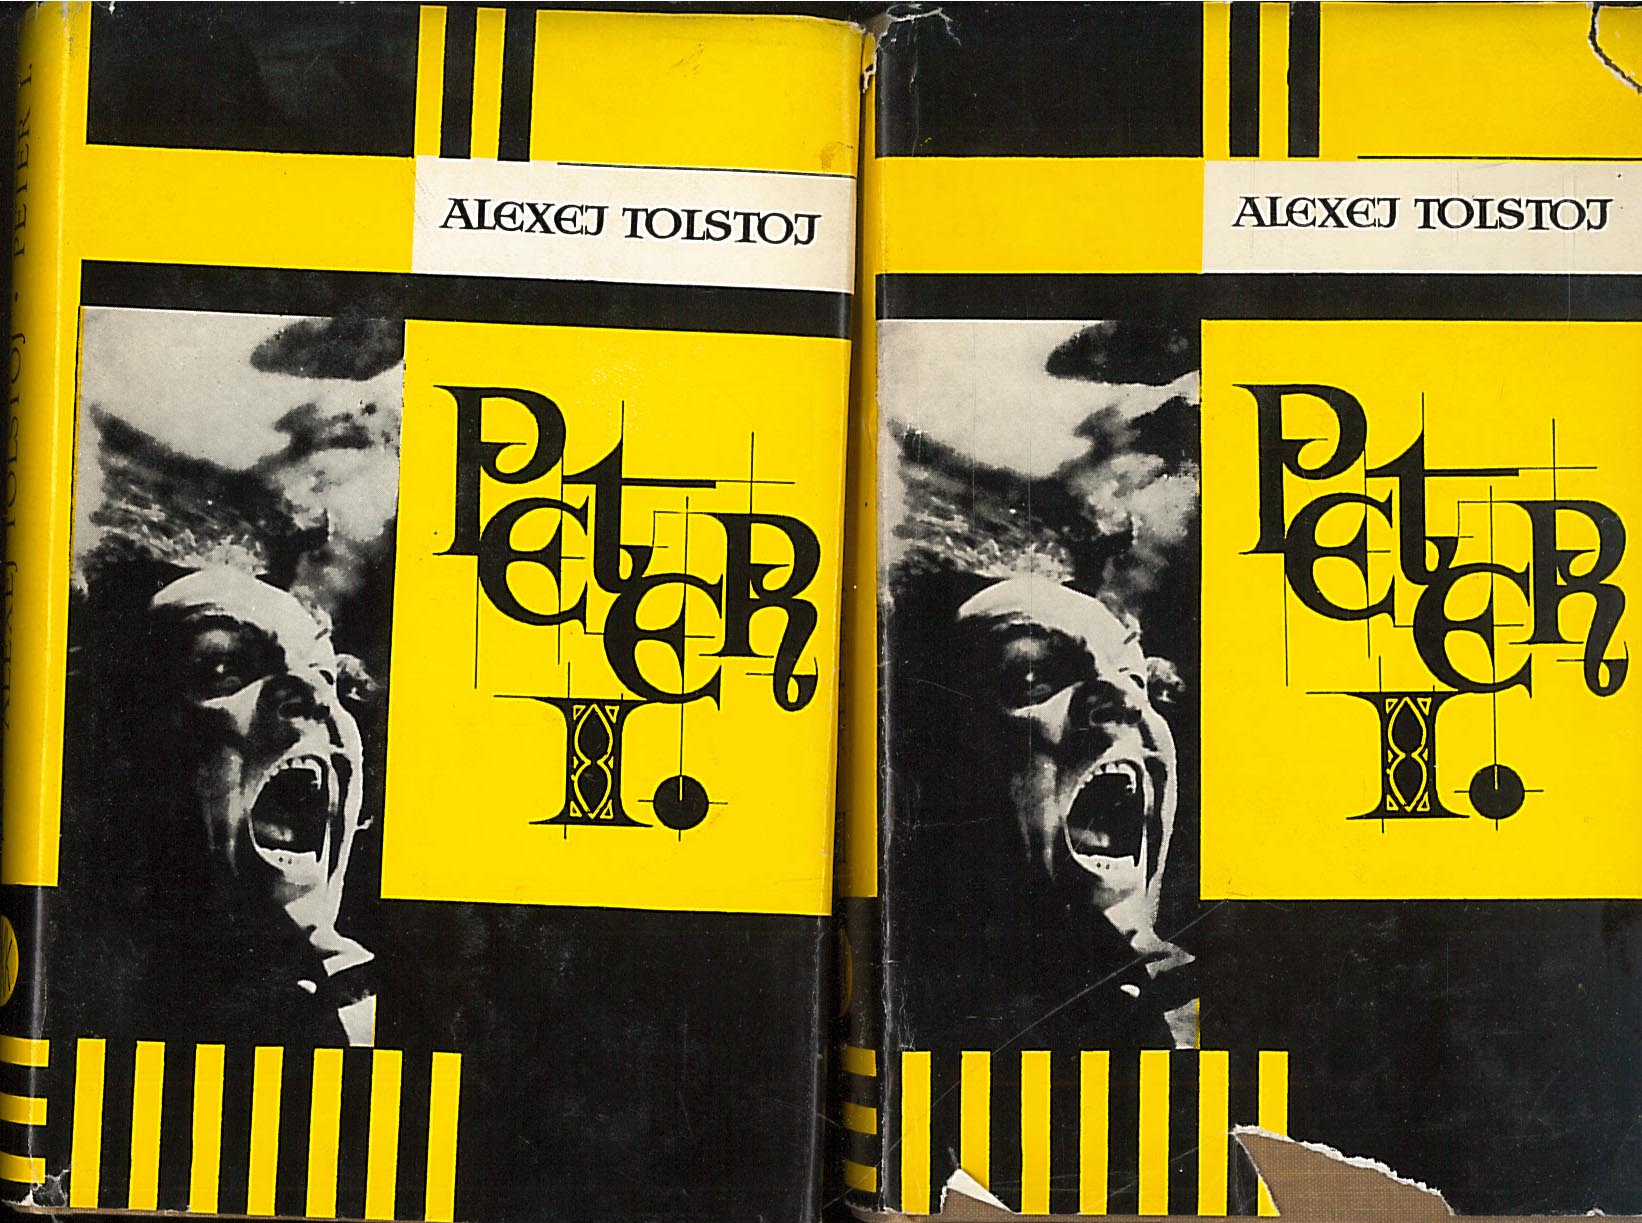 ALEXEJ TOLSTOJ • PETER I.
ALEXEJ TOLSTOJ
PETER
I.
ALEXEJ TOLSTOJ
PETER
I.